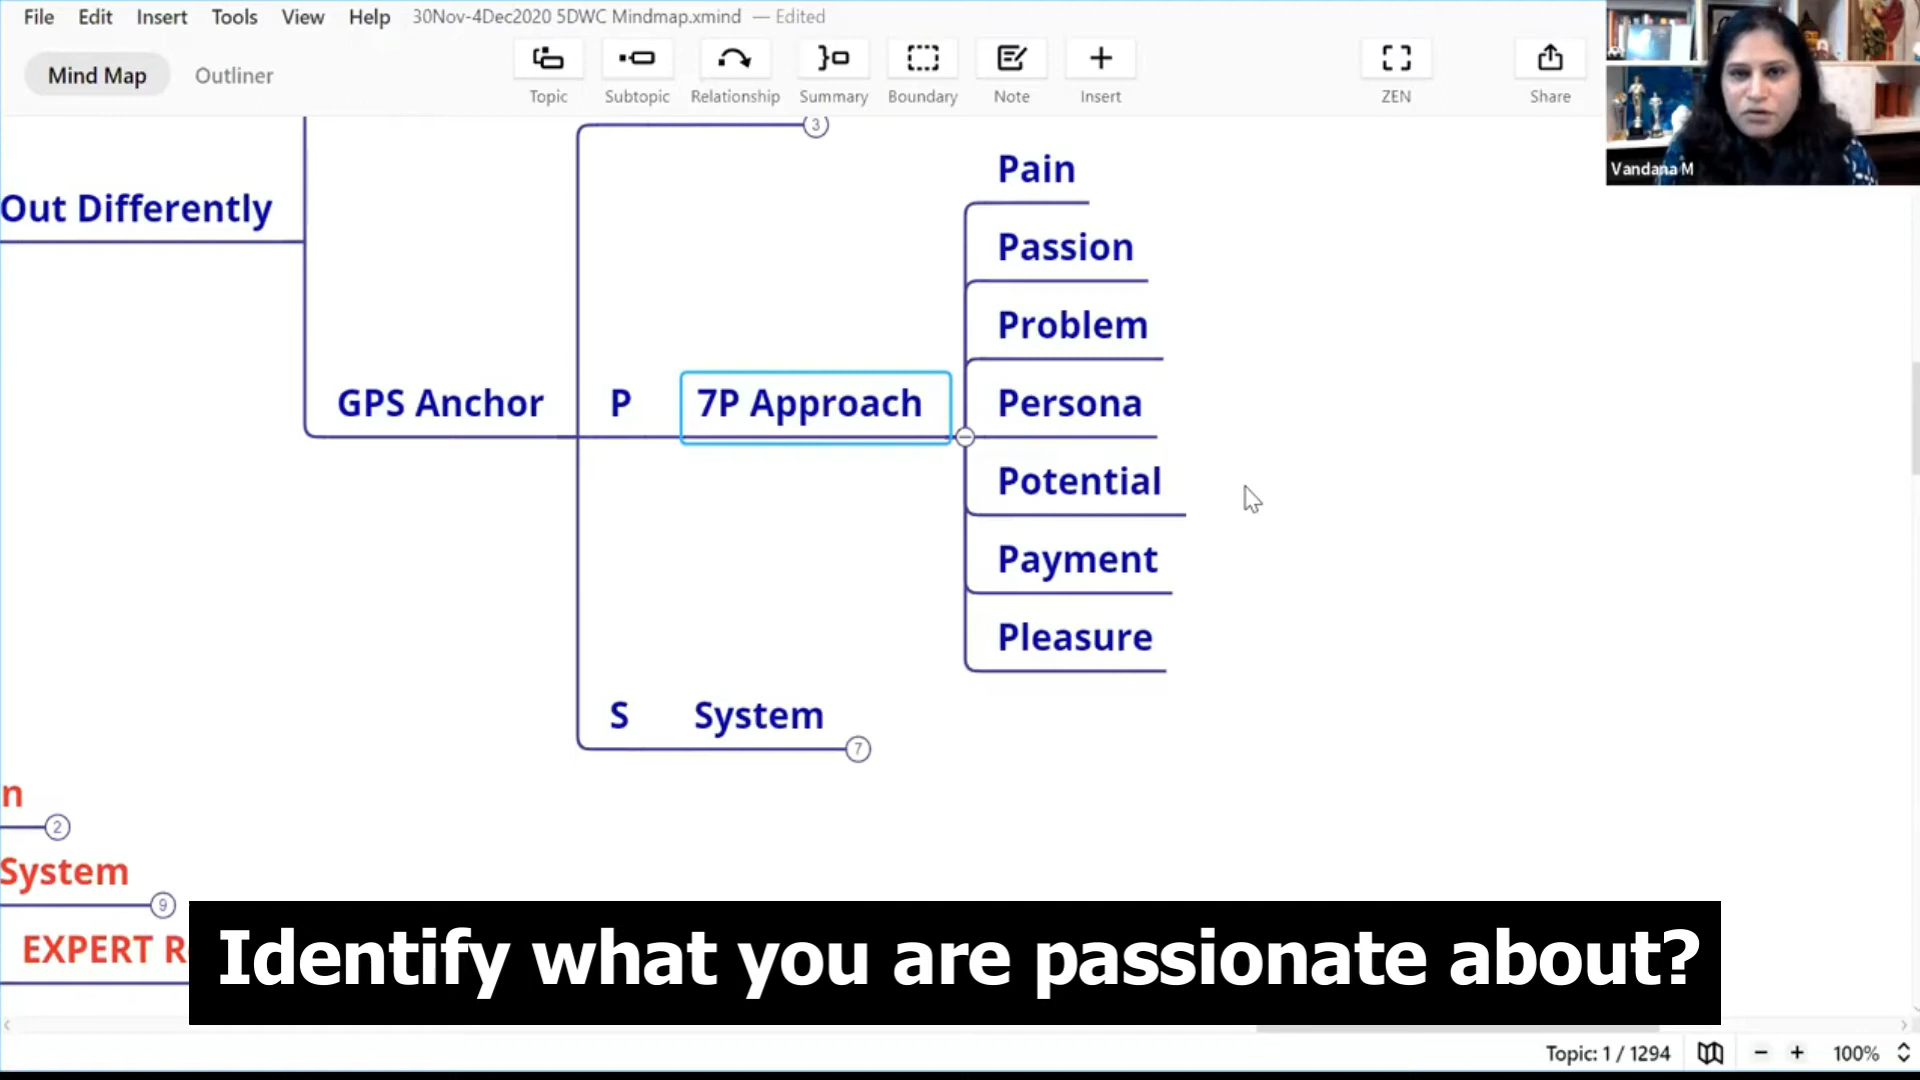 File Edit Insert Tools View Help 30Nov-4Dec2020 5DWC Mindmap.xmind — Edited
Mind Map Outliner
Topic Subtopic Relationship Summary Boundary Note Insert ZEN Share
Vandana M
3
Pain
Out Differently
Passion
Problem
GPS Anchor P 7P Approach Persona
Potential
Payment
Pleasure
S System
7
n
2
System
9
EXPERT R
Identify what you are passionate about?
Topic: 1 / 1294 100%